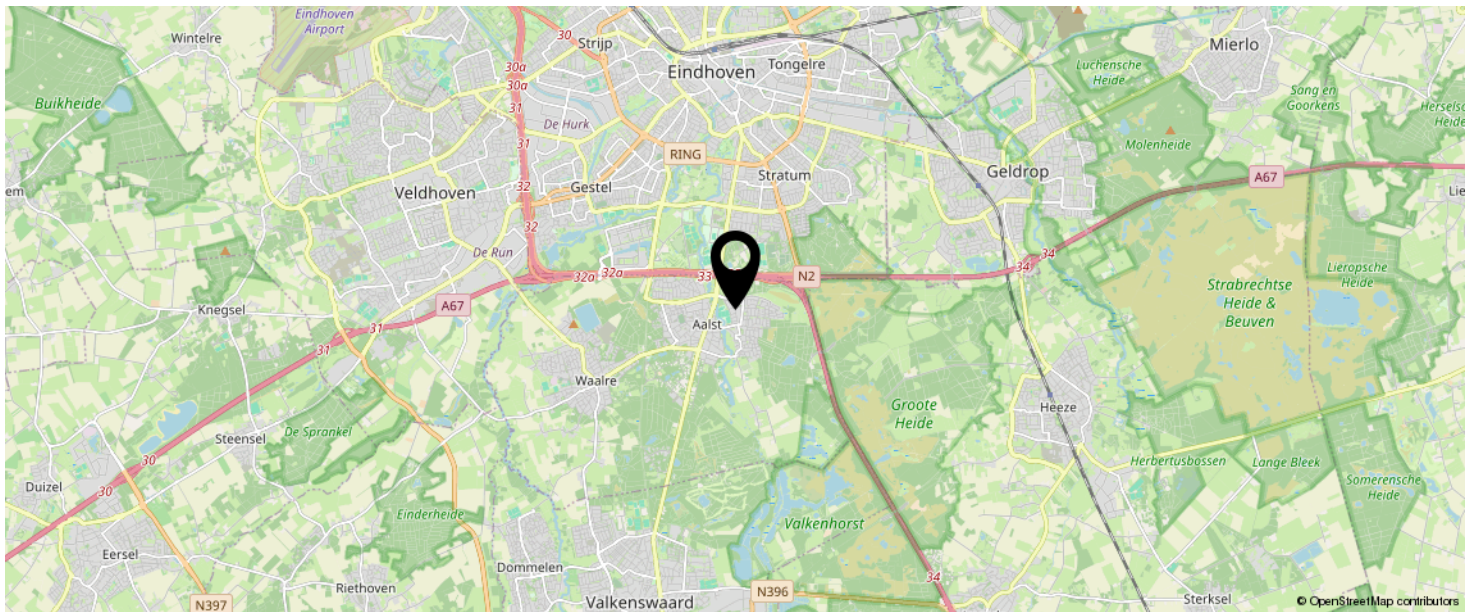 Eindhoven
Airport
30
Wintelre
Strijp
Mierlo
Eindhoven
Tongelre
30a
30a
Luchensche
Heide
Buikheide
31
Sang en
Goorkens
De Hurk
31
Molenheide
RING
Geldrop
Stratum
A67
32
Gestel
Veldhoven
32
De Run
34
34
32a
32a
33
N2
Lieropsche
Heide
Strabrechtse
Heide &
Beuven
A67
Knegsel
31
Aalst
31
Waalre
Groote
Heide
Heeze
De Sprankel
Steensel
30
Herbertusbossen
Lange Bleek
Duizel
30
Somerensche
Heide
Einderheide
Valkenhorst
Eersel
Dommelen
34
Riethoven
N396
Sterksel
N397
Valkenswaard
© OpenStreetMap contributors